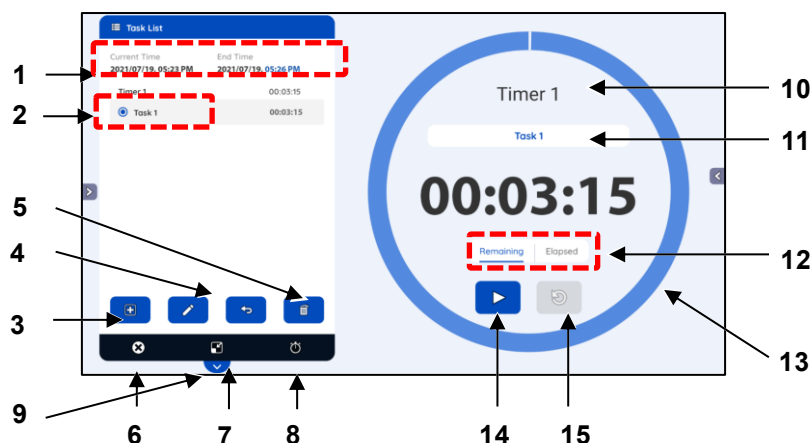 Task List
Current Time End Time
2021/07/19, 05:23 PM 2021/07/19, 05:26 PM
Timer 1 00:03:15
Task 1 00:03:15
Timer 1
Task 1
00:03:15
Remaining Elapsed
1
2
5
4
3
9
6
7
8
10
11
12
13
14
15